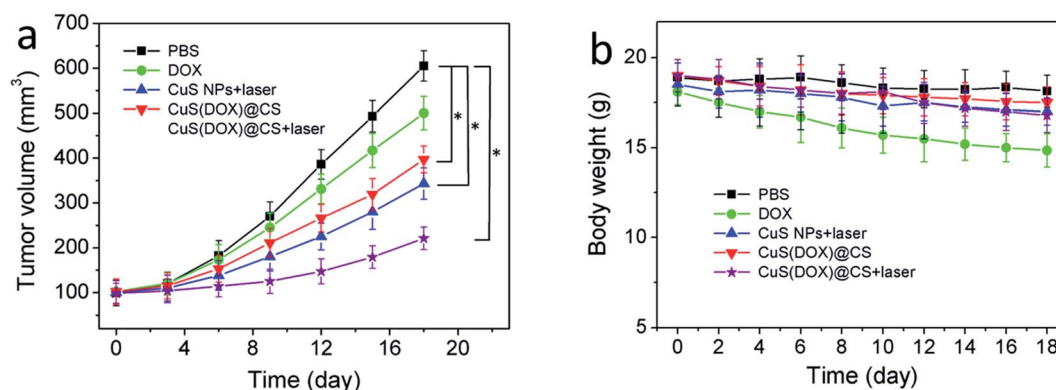 a
700
600
500
400
300
200
100
Tumor volume (mm³)
PBS
DOX
CuS NPs+laser
CuS(DOX)@CS
CuS(DOX)@CS+laser
*
*
*
0 4 8 12 16 20
Time (day)
b
20
15
10
5
Body weight (g)
PBS
DOX
CuS NPs+laser
CuS(DOX)@CS
CuS(DOX)@CS+laser
0 2 4 6 8 10 12 14 16 18
Time (day)